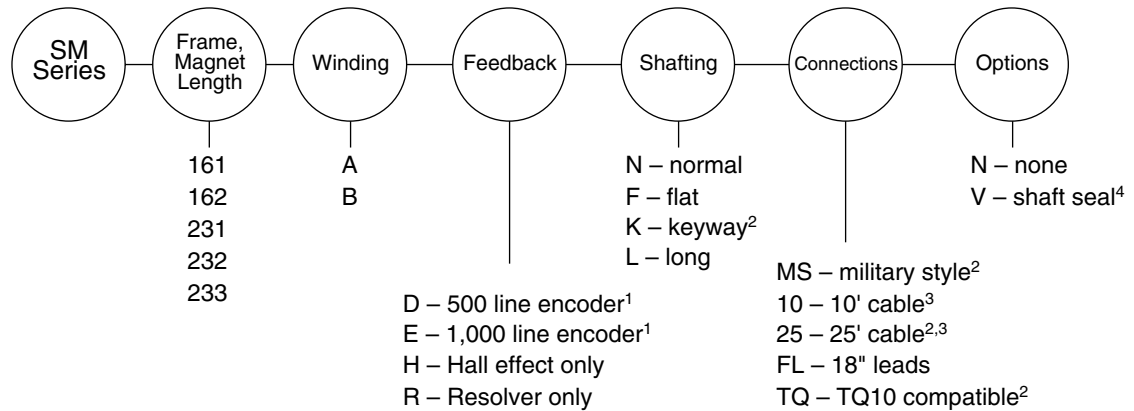 SM
Series
Frame,
Magnet
Length
Winding
Feedback
Shafting
Connections
Options
161
162
231
232
233
A
B
D – 500 line encoder¹
E – 1,000 line encoder¹
H – Hall effect only
R – Resolver only
N – normal
F – flat
K – keyway²
L – long
MS – military style²
10 – 10' cable³
25 – 25' cable²,³
FL – 18" leads
TQ – TQ10 compatible²
N – none
V – shaft seal⁴